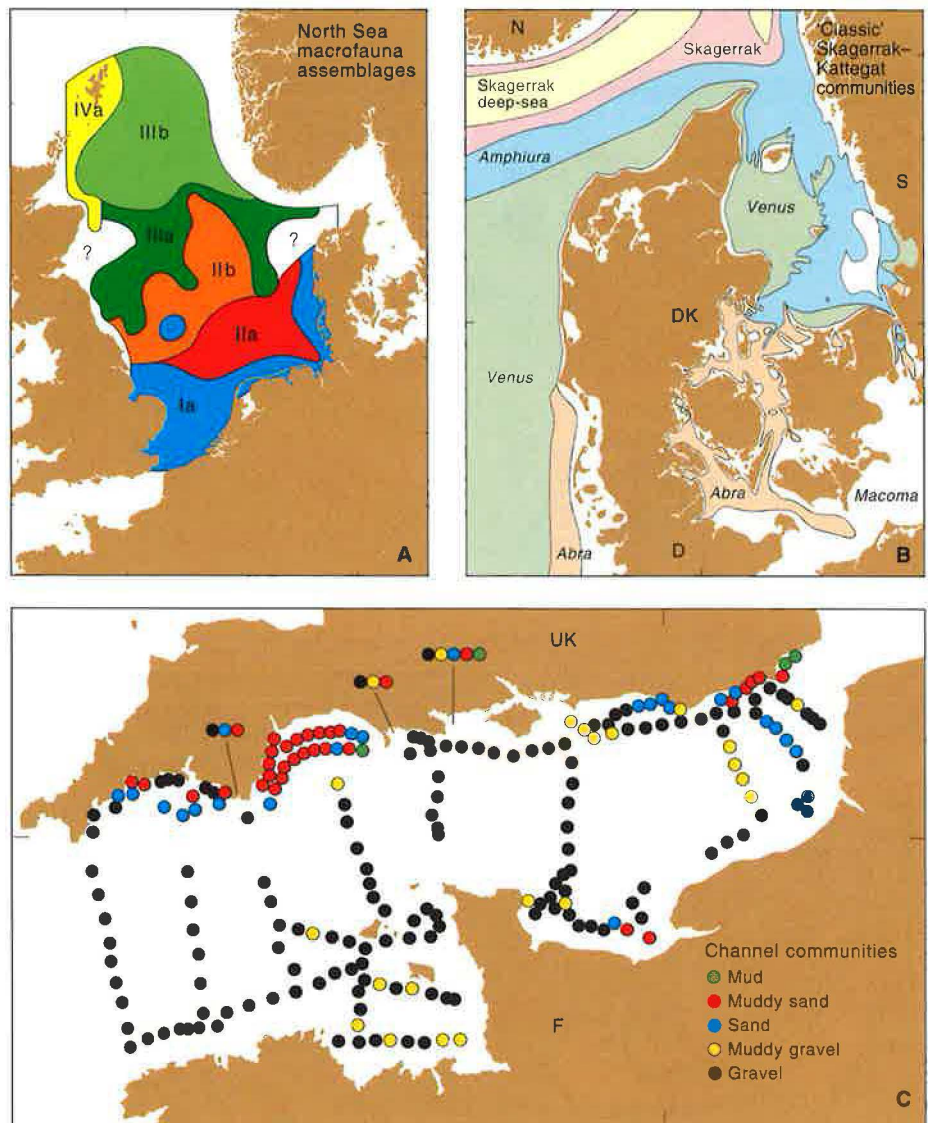 North Sea
macrofauna
assemblages
IVa
IIIb
?
IIIa
?
IIb
IIa
Ia
A
N
'Classic'
Skagerrak–
Kattegat
communities
Skagerrak
Skagerrak
deep-sea
Amphiura
S
Venus
DK
Venus
Abra
Macoma
Abra
D
B
UK
Channel communities
Mud
Muddy sand
Sand
Muddy gravel
Gravel
F
C